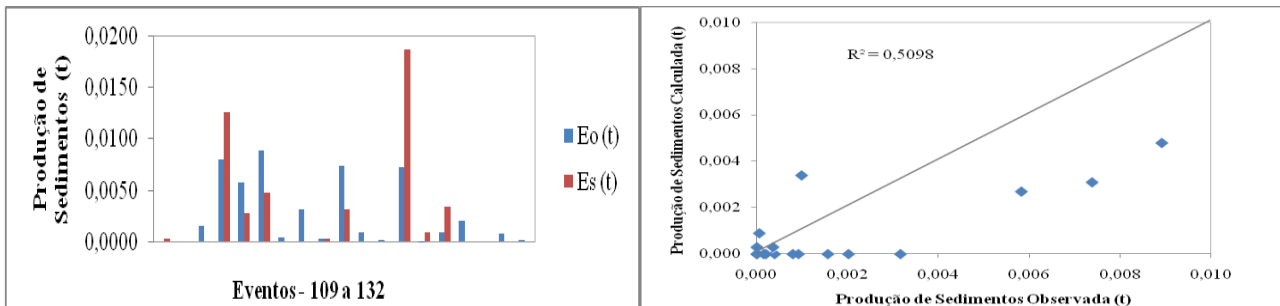 Produção de
Sedimentos (t)
0,0200
0,0150
0,0100
0,0050
0,0000
Eventos - 109 a 132
Eo (t)
Es (t)
Produção de Sedimentos Calculada (t)
0,010
0,008
0,006
0,004
0,002
0,000
R² = 0,5098
0,000 0,002 0,004 0,006 0,008 0,010
Produção de Sedimentos Observada (t)